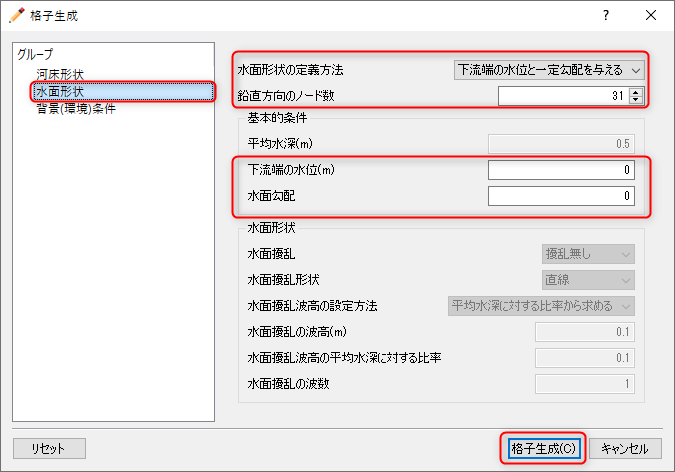 格子生成
グループ
河床形状
水面形状
背景(環境)条件
水面形状の定義方法 下流端の水位と一定勾配を与える
鉛直方向のノード数 31
基本的条件
平均水深(m) 0.5
下流端の水位(m) 0
水面勾配 0
水面形状
水面擾乱 擾乱無し
水面擾乱形状 直線
水面擾乱波高の設定方法 平均水深に対する比率から求める
水面擾乱の波高(m) 0.1
水面擾乱波高の平均水深に対する比率 0.1
水面擾乱の波数 1
リセット 格子生成(C) キャンセル